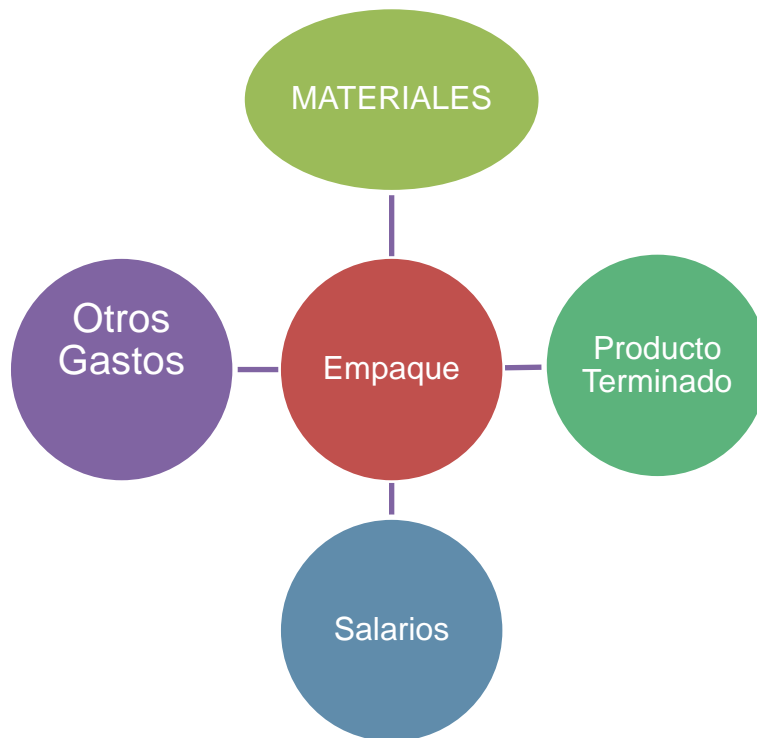 MATERIALES
Otros
Gastos
Empaque
Producto
Terminado
Salarios